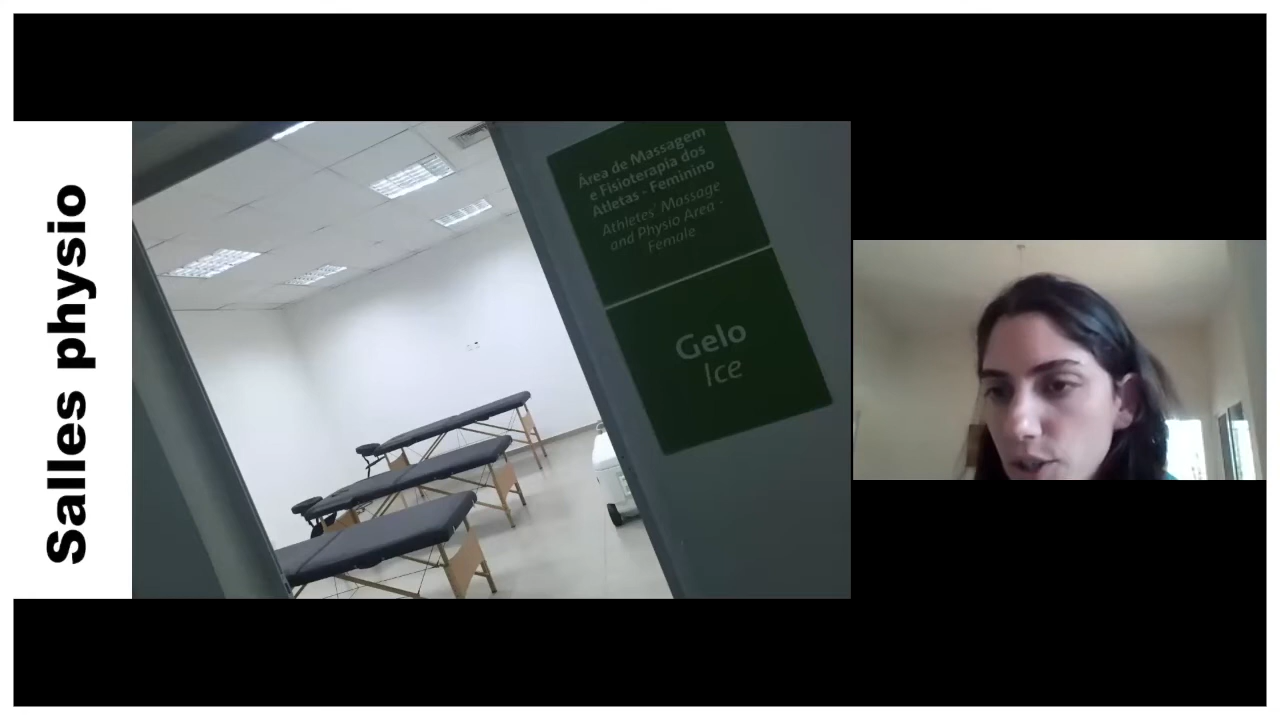 Salles physio
Área de Massagem
e Fisioterapia dos
Atletas - Feminino
Athletes' Massage
and Physio Area -
Female
Gelo
Ice